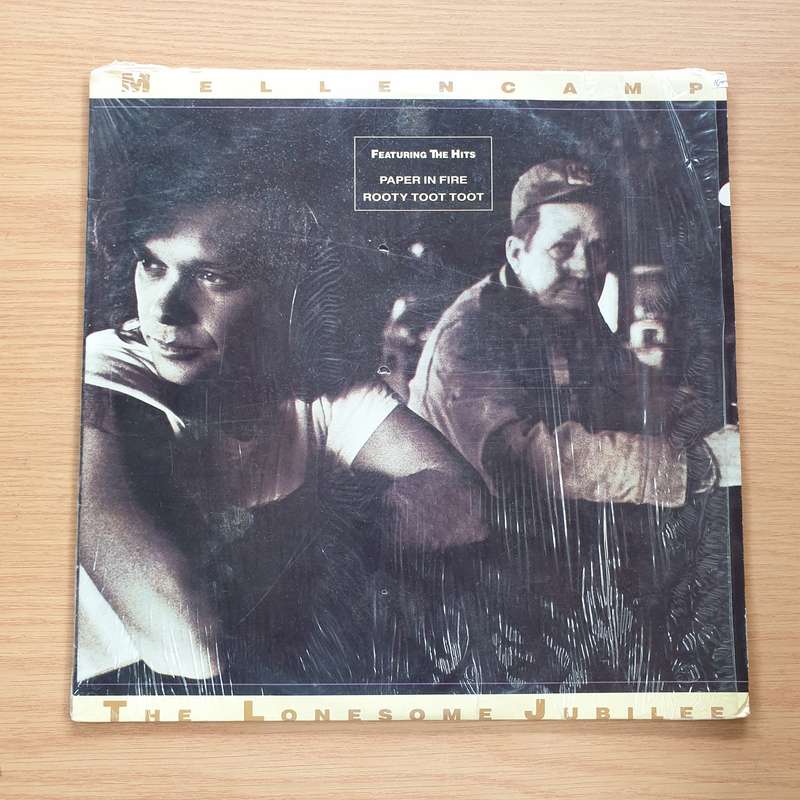 MELLENCAMP
FEATURING THE HITS
PAPER IN FIRE
ROOTY TOOT TOOT
THE LONESOME JUBILEE